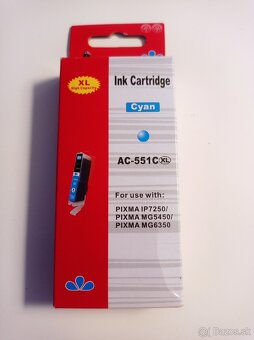 XL
High Capacity
Ink Cartridge
Cyan
AC-551C XL
For use with:
PIXMA IP7250/
PIXMA MG5450/
PIXMA MG6350
bazos.sk